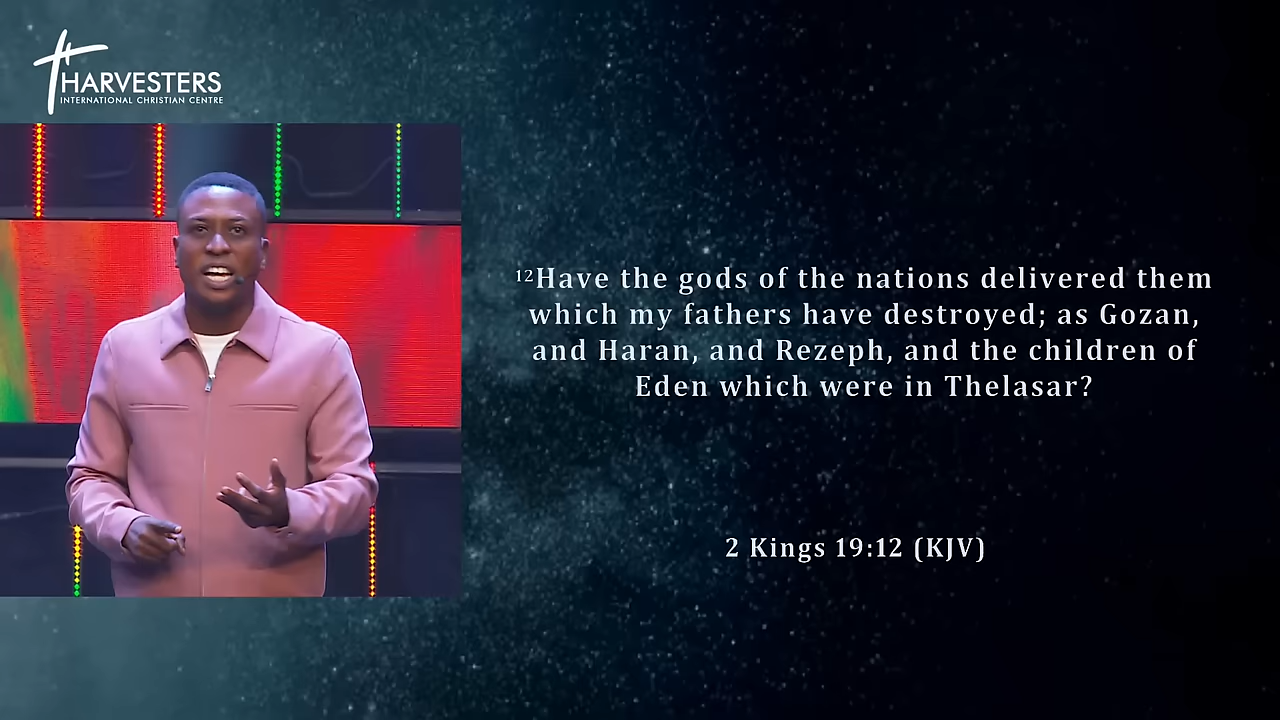 HARVESTERS
INTERNATIONAL CHRISTIAN CENTRE
12Have the gods of the nations delivered them
which my fathers have destroyed; as Gozan,
and Haran, and Rezeph, and the children of
Eden which were in Thelasar?
2 Kings 19:12 (KJV)